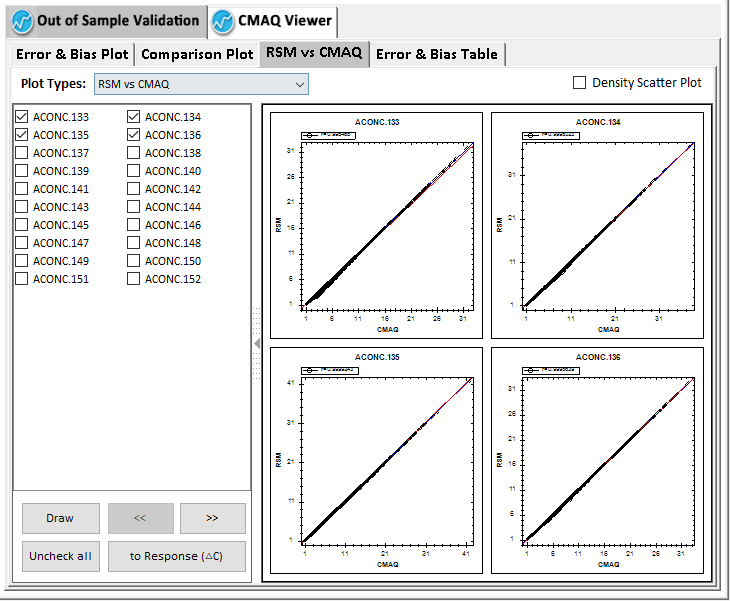 Out of Sample Validation CMAQ Viewer
Error & Bias Plot Comparison Plot RSM vs CMAQ Error & Bias Table
Plot Types: RSM vs CMAQ Density Scatter Plot
ACONC.133 ACONC.134
ACONC.135 ACONC.136
ACONC.137 ACONC.138
ACONC.139 ACONC.140
ACONC.141 ACONC.142
ACONC.143 ACONC.144
ACONC.145 ACONC.146
ACONC.147 ACONC.148
ACONC.149 ACONC.150
ACONC.151 ACONC.152
Draw << >>
Uncheck all to Response (△C)
ACONC.133
31
26
21
16
11
6
1
RSM
1 6 11 16 21 26 31
CMAQ
ACONC.134
31
21
11
1
RSM
1 11 21 31
CMAQ
ACONC.135
41
31
21
11
1
RSM
1 11 21 31 41
CMAQ
ACONC.136
31
26
21
16
11
6
1
RSM
1 6 11 16 21 26 31
CMAQ